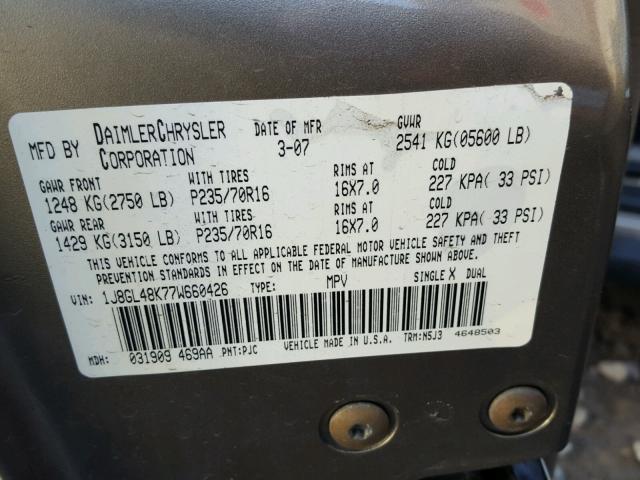 MFD BY DAIMLERCHRYSLER CORPORATION DATE OF MFR 3-07 GVWR 2541 KG(05600 LB)
GAWR FRONT WITH TIRES RIMS AT COLD
1248 KG(2750 LB) P235/70R16 16X7.0 227 KPA( 33 PSI)
GAWR REAR WITH TIRES RIMS AT COLD
1429 KG(3150 LB) P235/70R16 16X7.0 227 KPA( 33 PSI)
THIS VEHICLE CONFORMS TO ALL APPLICABLE FEDERAL MOTOR VEHICLE SAFETY AND THEFT
PREVENTION STANDARDS IN EFFECT ON THE DATE OF MANUFACTURE SHOWN ABOVE.
VIN: 1J8GL48K77W660426 TYPE: MPV SINGLE X DUAL
MDH: 031909 469AA PNT:PJC VEHICLE MADE IN U.S.A. TRM:N5J3 4648503